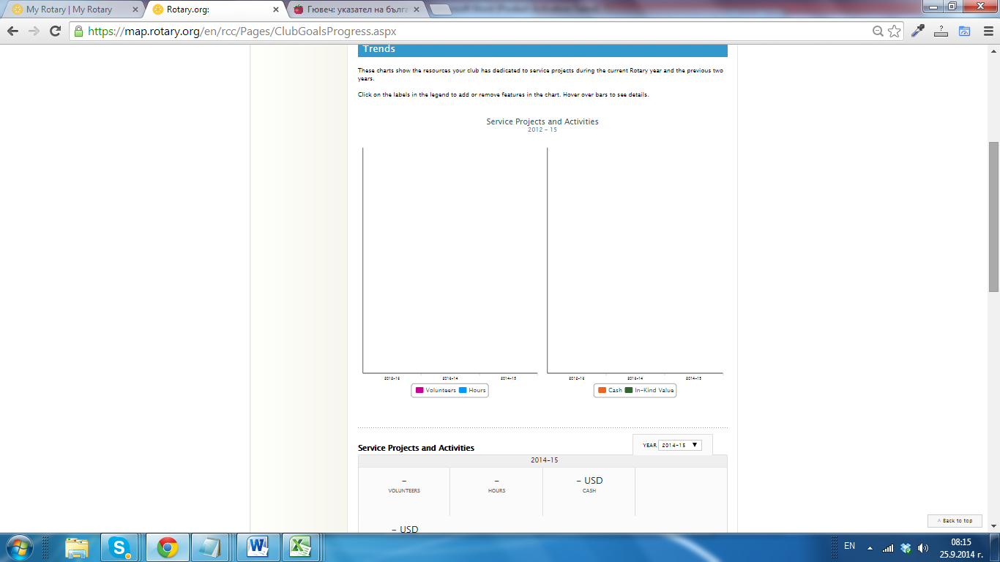 My Rotary | My Rotary
Rotary.org:
Гювеч: указател на бълга
https://map.rotary.org/en/rcc/Pages/ClubGoalsProgress.aspx
Trends
These charts show the resources your club has dedicated to service projects during the current Rotary year and the previous two
years.
Click on the labels in the legend to add or remove features in the chart. Hover over bars to see details.
Service Projects and Activities
2012 - 15
2012-13 2013-14 2014-15
2012-13 2013-14 2014-15
Volunteers Hours
Cash In-Kind Value
Service Projects and Activities
YEAR 2014-15
2014-15
– – – USD
VOLUNTEERS HOURS CASH
– USD
^ Back to top
EN
08:15
25.9.2014 г.